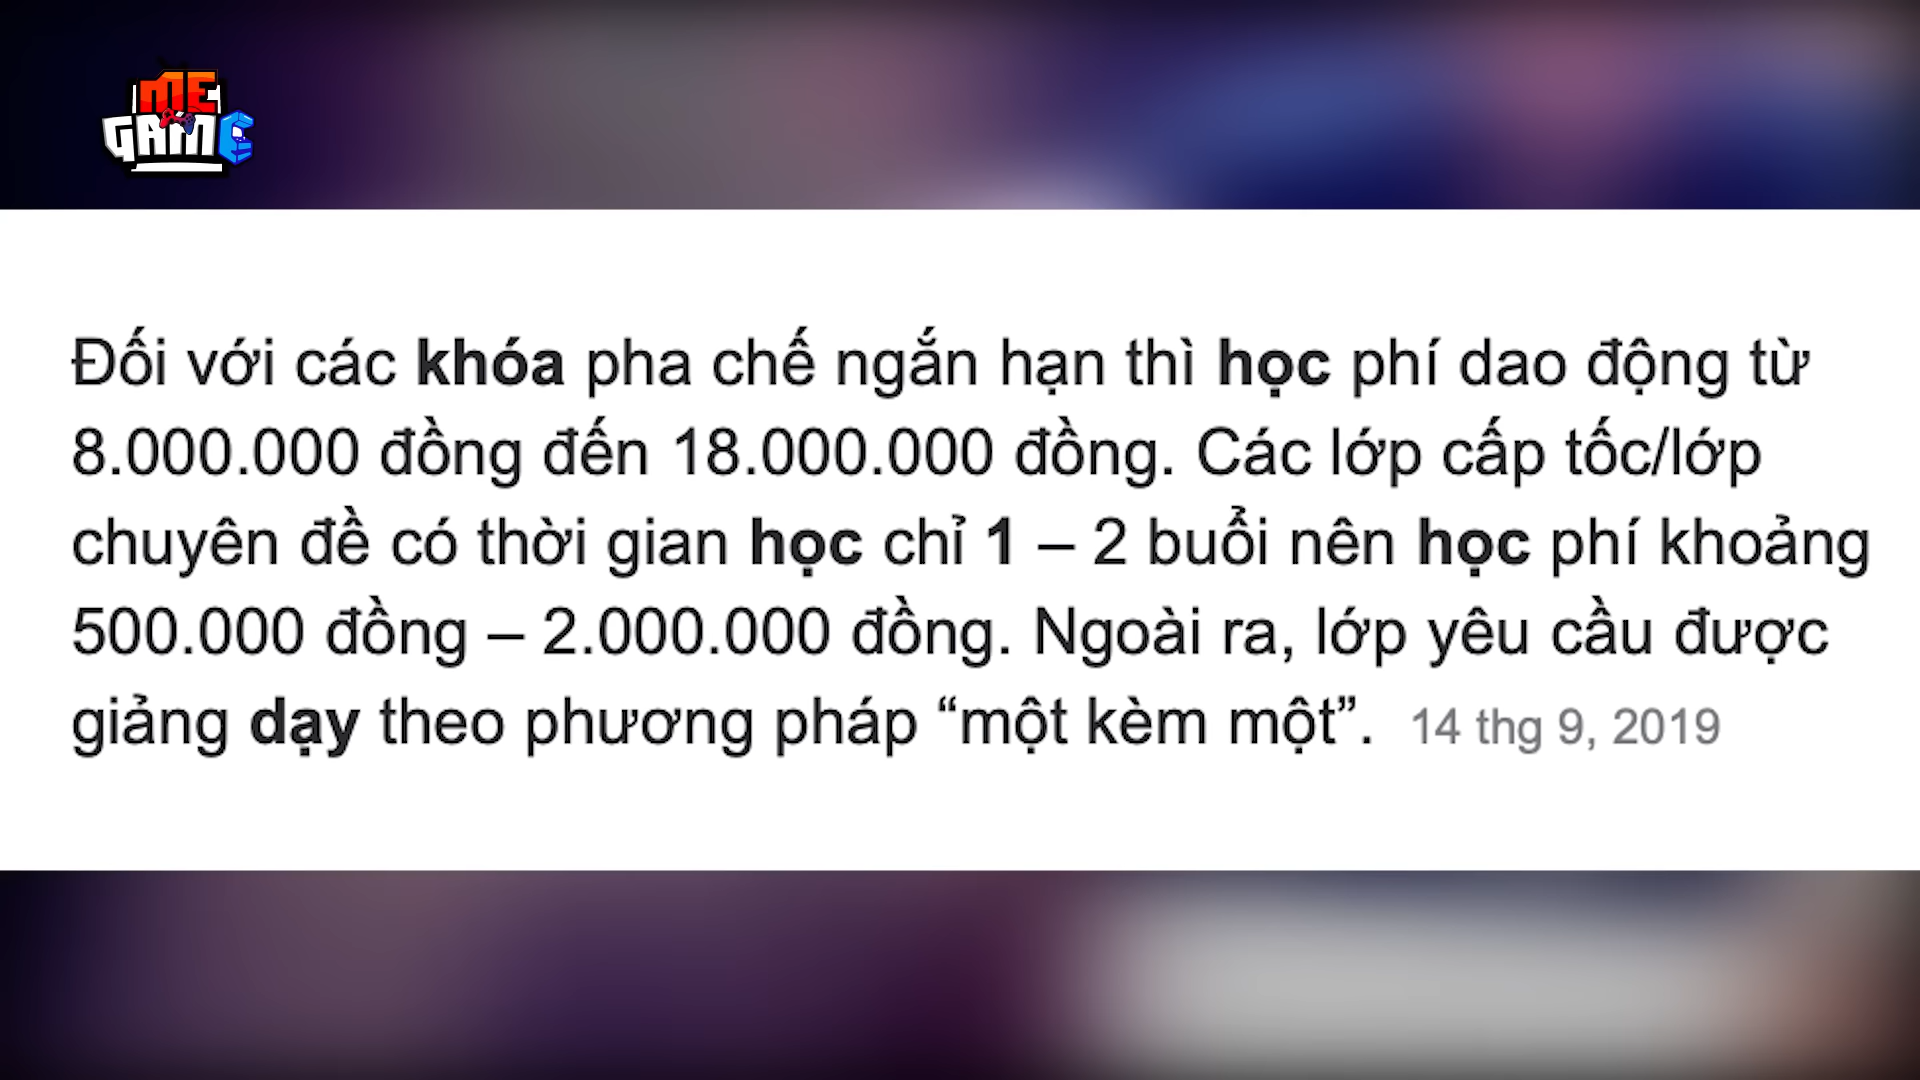 ME
GAME
Đối với các khóa pha chế ngắn hạn thì học phí dao động từ
8.000.000 đồng đến 18.000.000 đồng. Các lớp cấp tốc/lớp
chuyên đề có thời gian học chỉ 1 – 2 buổi nên học phí khoảng
500.000 đồng – 2.000.000 đồng. Ngoài ra, lớp yêu cầu được
giảng dạy theo phương pháp “một kèm một”. 14 thg 9, 2019